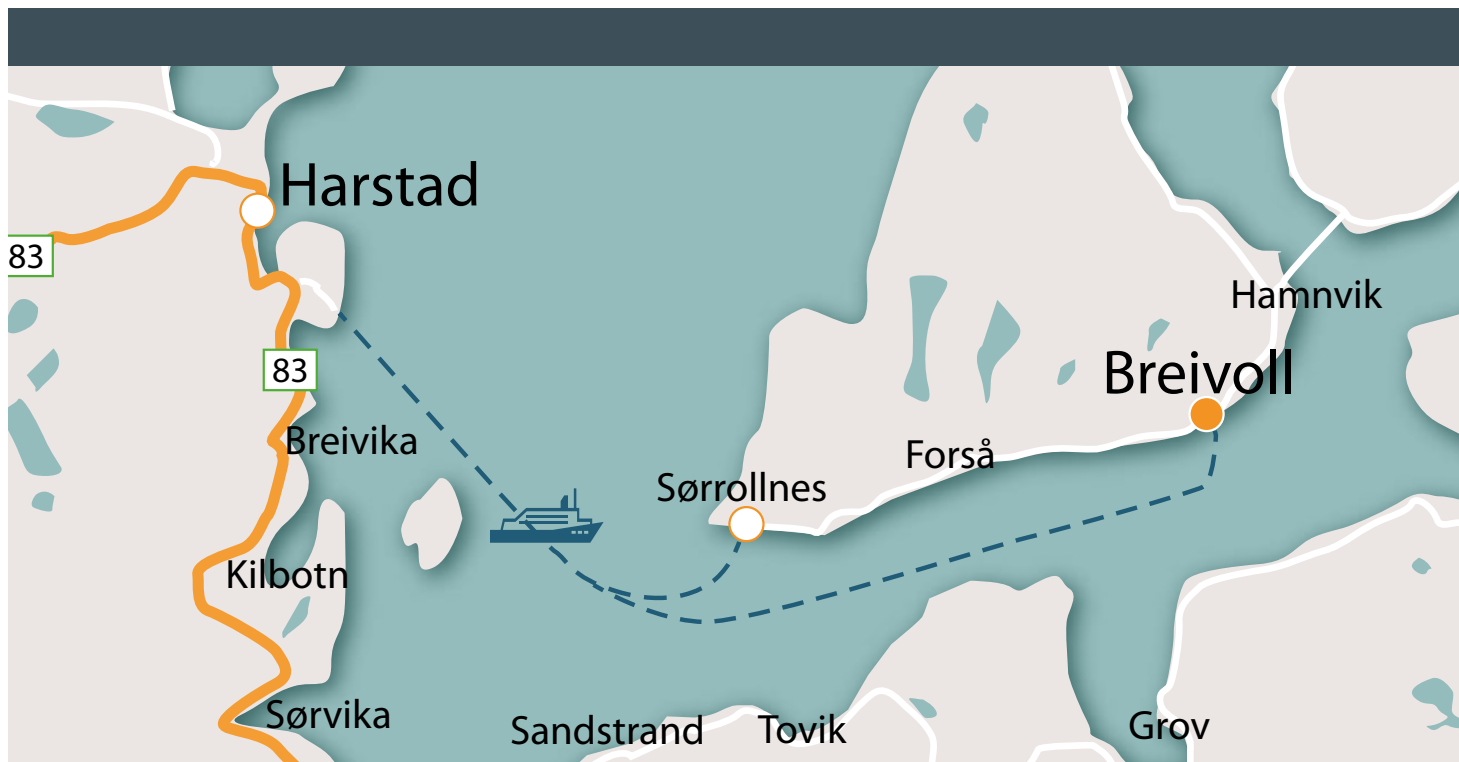 Harstad
83
Hamnvik
83
Breivoll
Breivika
Forså
Sørrollnes
Kilbotn
Sørvika
Sandstrand
Tovik
Grov